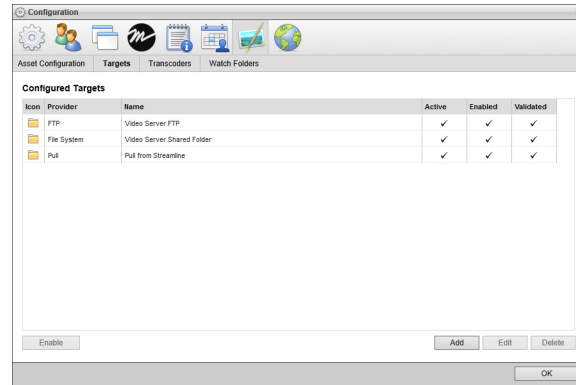 Configuration
Asset Configuration Targets Transcoders Watch Folders
Configured Targets
Icon Provider Name Active Enabled Validated
FTP Video Server FTP ✓ ✓ ✓
File System Video Server Shared Folder ✓ ✓ ✓
Pull Pull from Streamline ✓ ✓ ✓
Enable Add Edit Delete
OK